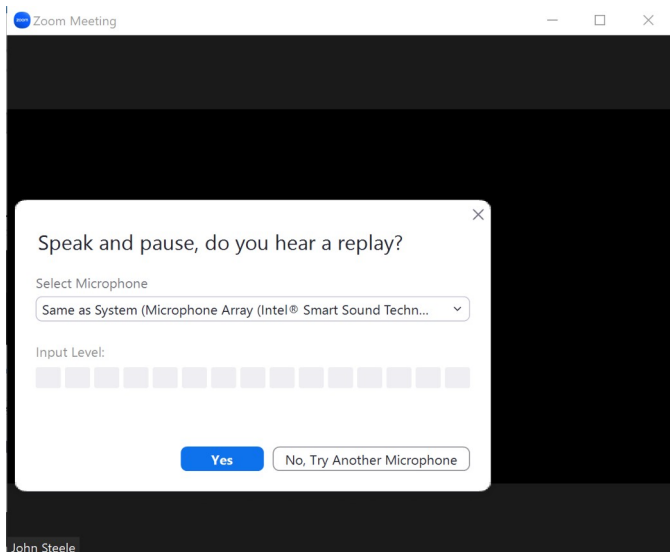 zoom Zoom Meeting
Speak and pause, do you hear a replay?
Select Microphone
Same as System (Microphone Array (Intel® Smart Sound Techn...
Input Level:
Yes No, Try Another Microphone
John Steele